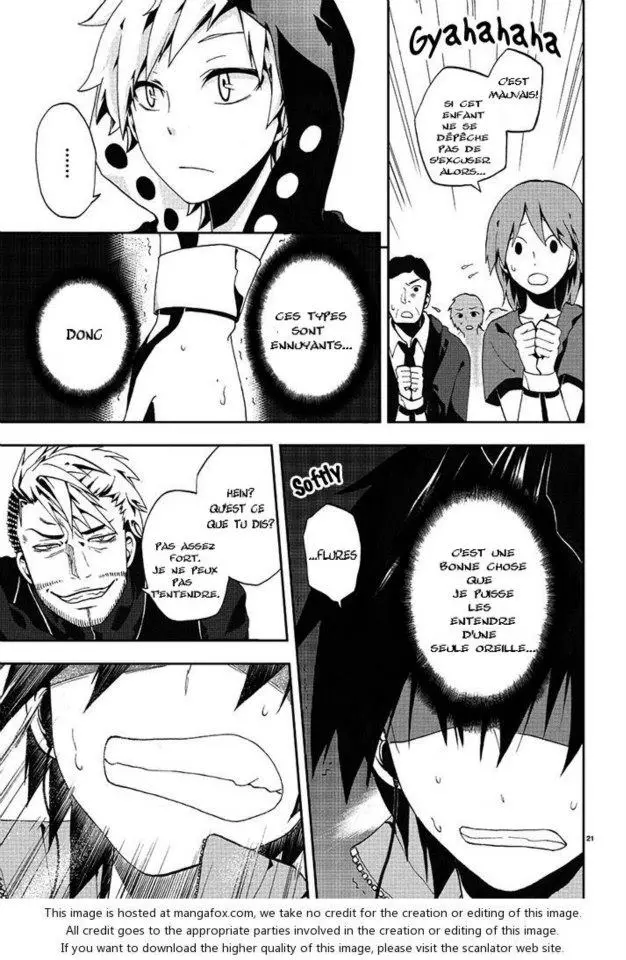 Gyahahaha
C'EST
MAUVAIS!
SI CET
ENFANT
NE SE
DÉPÊCHE
PAS DE
S'EXCUSER
ALORS...
.......
CES TYPES
SONT
ENNUYANTS...
DONC
Softly
...FLURES
C'EST UNE
BONNE CHOSE
QUE
JE PUISSE
LES
ENTENDRE
D'UNE
SEULE OREILLE...
HEIN?
QU'EST CE
QUE TU DIS?
PAS ASSEZ
FORT.
JE NE PEUX
PAS
T'ENTENDRE.
21
This image is hosted at mangafox.com, we take no credit for the creation or editing of this image.
All credit goes to the appropriate parties involved in the creation or editing of this image.
If you want to download the higher quality of this image, please visit the scanlator web site.